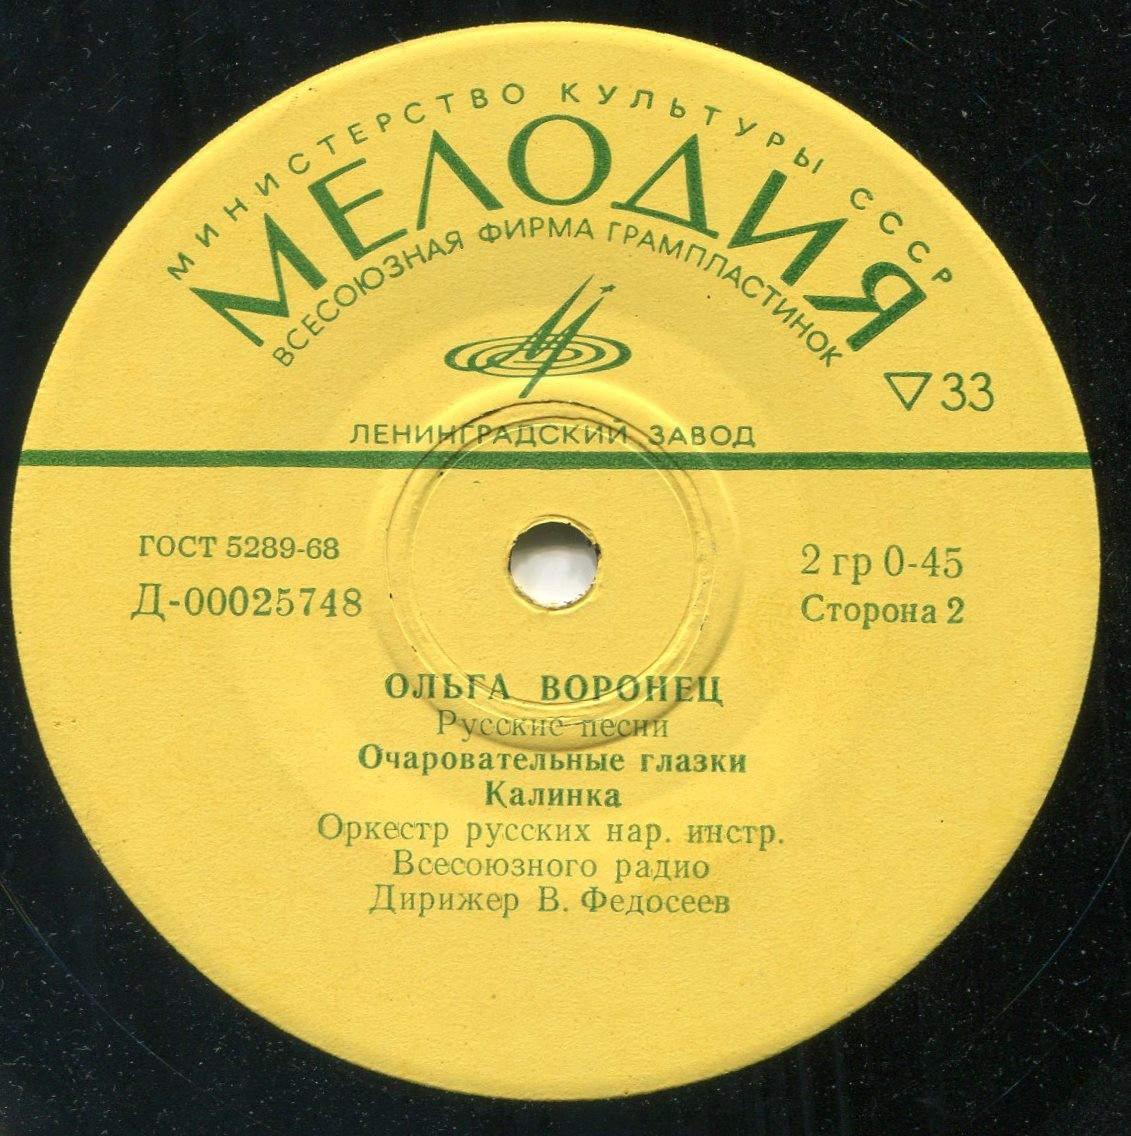 МИНИСТЕРСТВО КУЛЬТУРЫ СССР
МЕЛОДИЯ
ВСЕСОЮЗНАЯ ФИРМА ГРАМПЛАСТИНОК
▽33
ЛЕНИНГРАДСКИЙ ЗАВОД
ГОСТ 5289-68
Д-00025748
2 гр 0-45
Сторона 2
ОЛЬГА ВОРОНЕЦ
Русские песни
Очаровательные глазки
Калинка
Оркестр русских нар. инстр.
Всесоюзного радио
Дирижер В. Федосеев